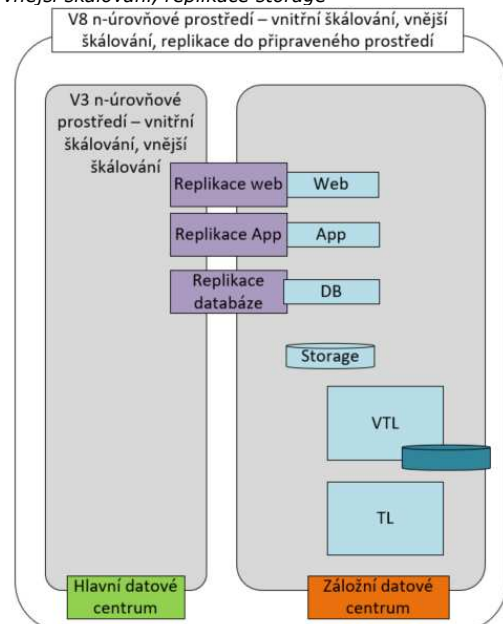 vnější škálování, replikace Storage
V8 n-úrovňové prostředí – vnitřní škálování, vnější
škálování, replikace do připraveného prostředí
V3 n-úrovňové
prostředí – vnitřní
škálování, vnější
škálování
Replikace web
Web
Replikace App
App
Replikace
databáze
DB
Storage
VTL
TL
Hlavní datové
centrum
Záložní datové
centrum